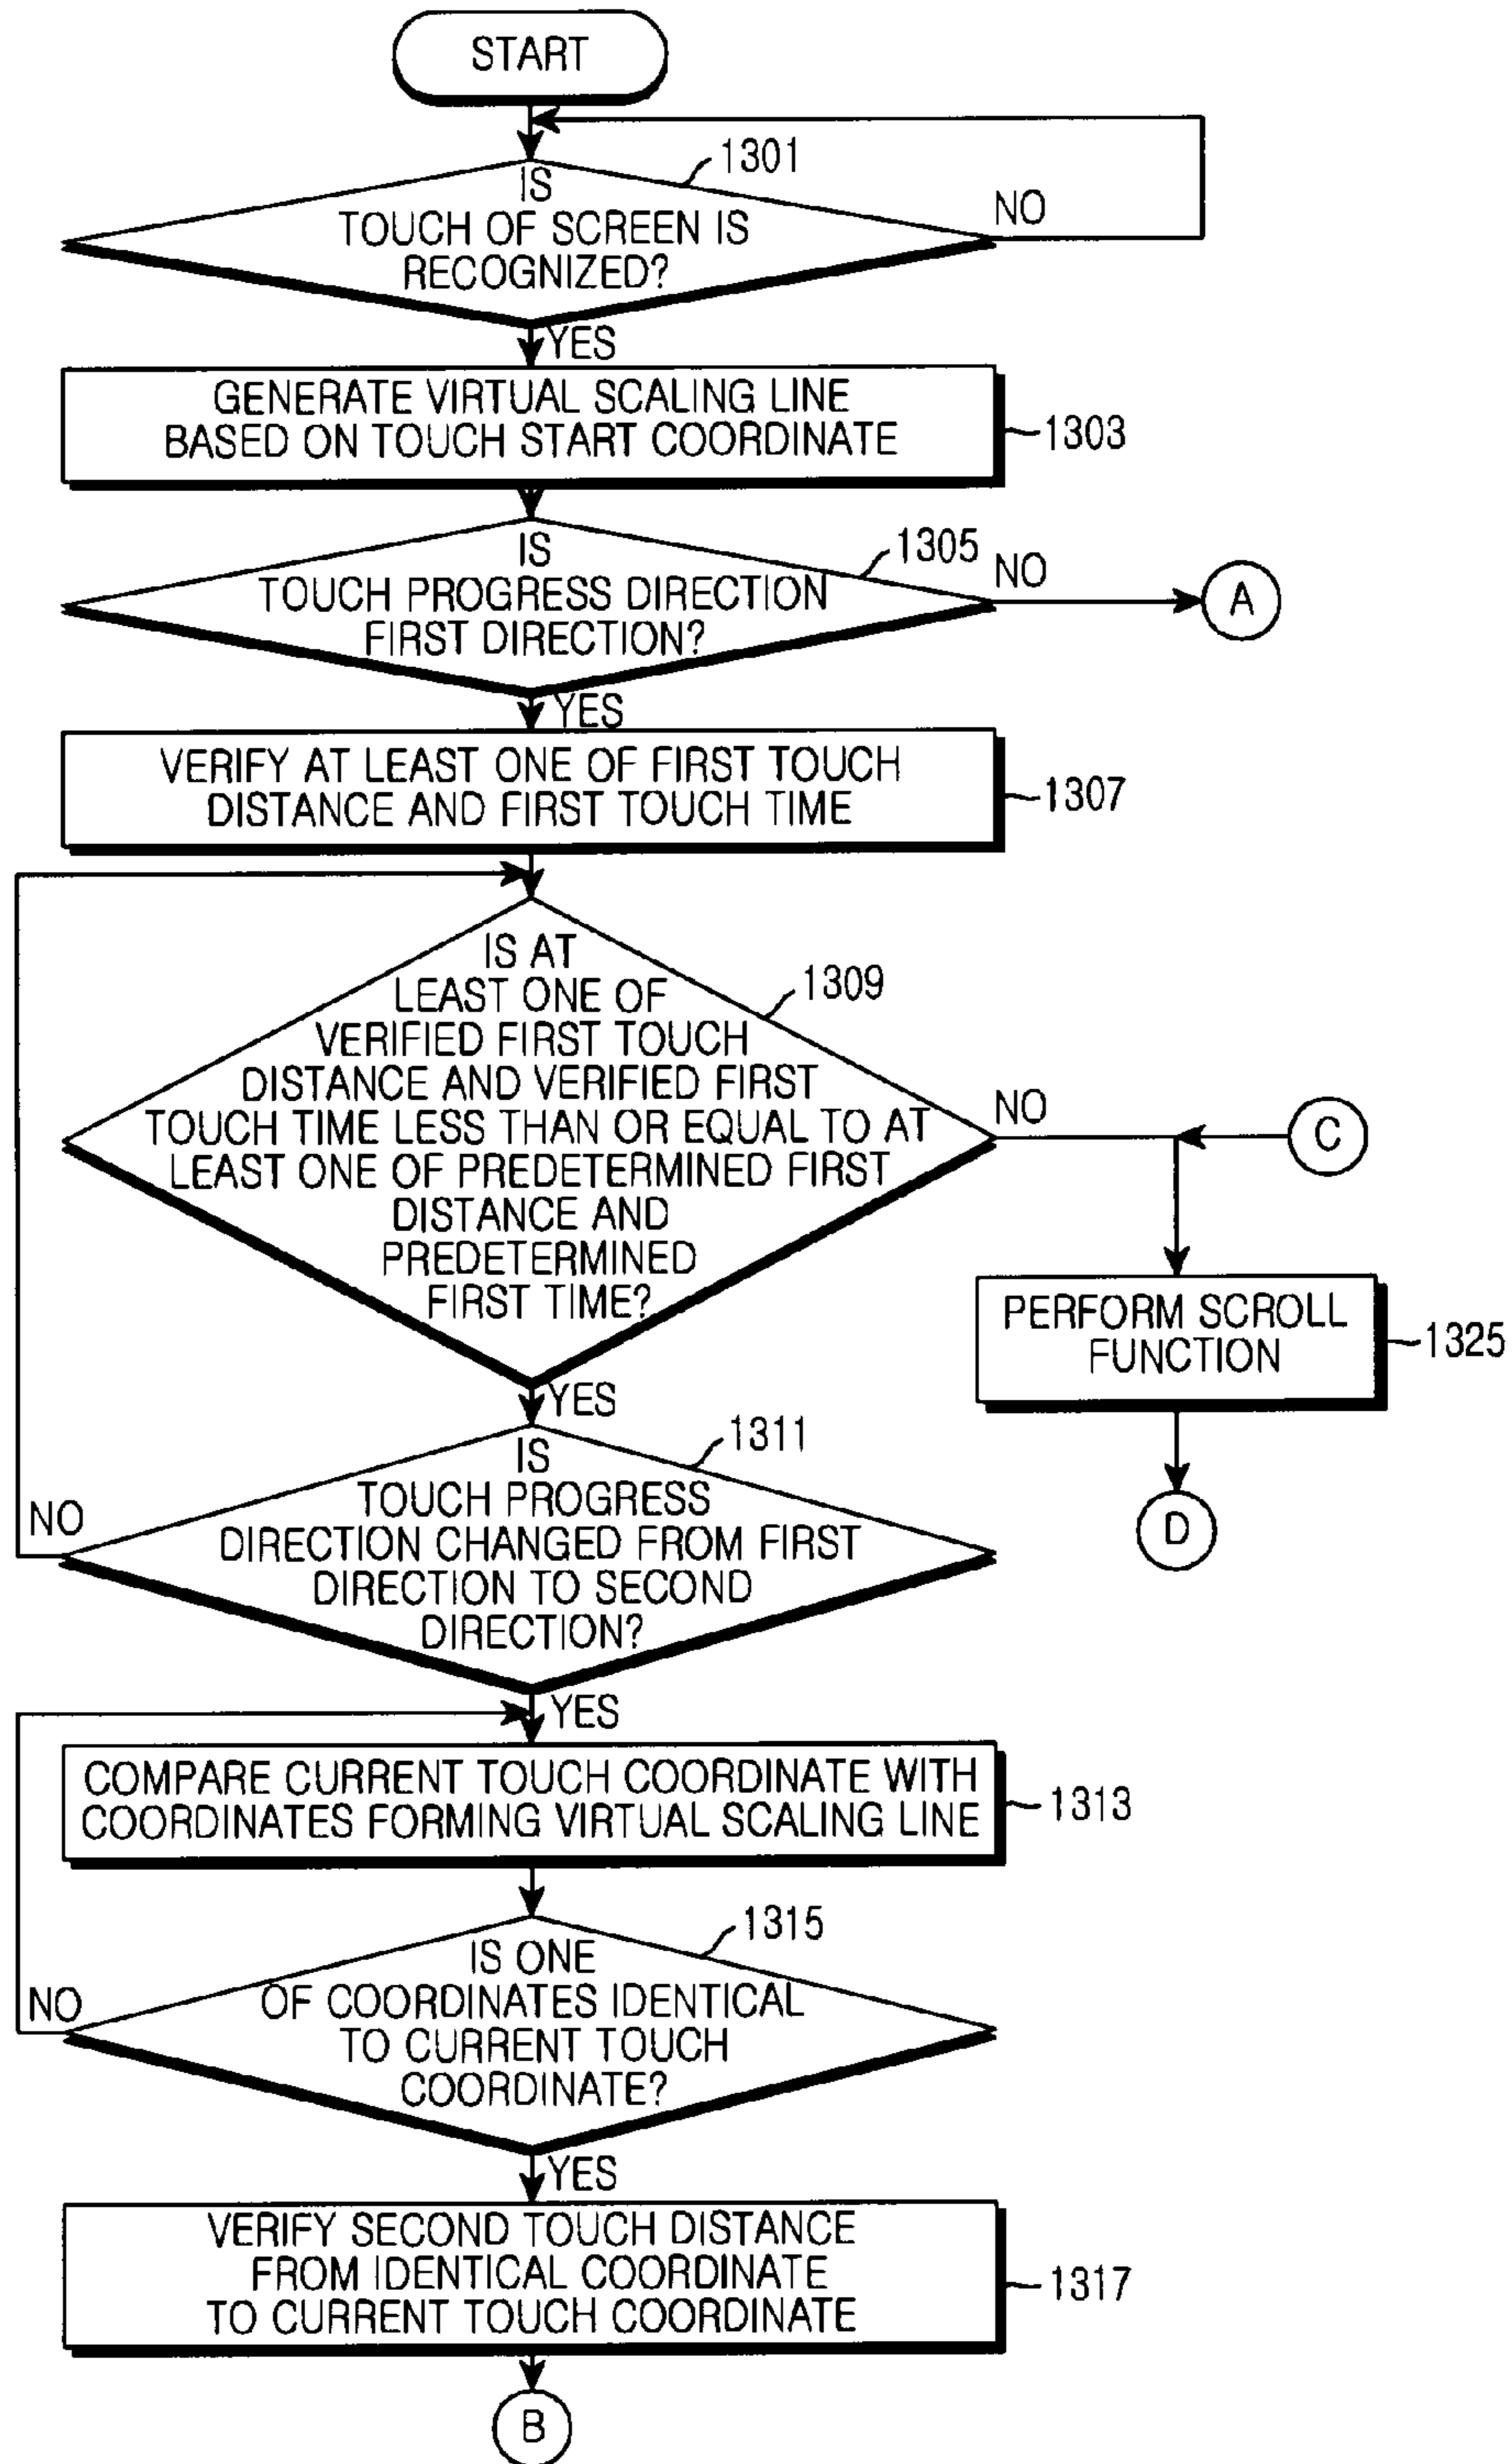 START
1301
IS
TOUCH OF SCREEN IS
RECOGNIZED?
NO
YES
GENERATE VIRTUAL SCALING LINE
BASED ON TOUCH START COORDINATE
1303
IS
TOUCH PROGRESS DIRECTION
FIRST DIRECTION?
1305
NO
A
YES
VERIFY AT LEAST ONE OF FIRST TOUCH
DISTANCE AND FIRST TOUCH TIME
1307
IS AT
LEAST ONE OF
VERIFIED FIRST TOUCH
DISTANCE AND VERIFIED FIRST
TOUCH TIME LESS THAN OR EQUAL TO AT
LEAST ONE OF PREDETERMINED FIRST
DISTANCE AND
PREDETERMINED
FIRST TIME?
1309
NO
C
PERFORM SCROLL
FUNCTION
1325
D
YES
IS
TOUCH PROGRESS
DIRECTION CHANGED FROM FIRST
DIRECTION TO SECOND
DIRECTION?
1311
NO
YES
COMPARE CURRENT TOUCH COORDINATE WITH
COORDINATES FORMING VIRTUAL SCALING LINE
1313
IS ONE
OF COORDINATES IDENTICAL
TO CURRENT TOUCH
COORDINATE?
1315
NO
YES
VERIFY SECOND TOUCH DISTANCE
FROM IDENTICAL COORDINATE
TO CURRENT TOUCH COORDINATE
1317
B